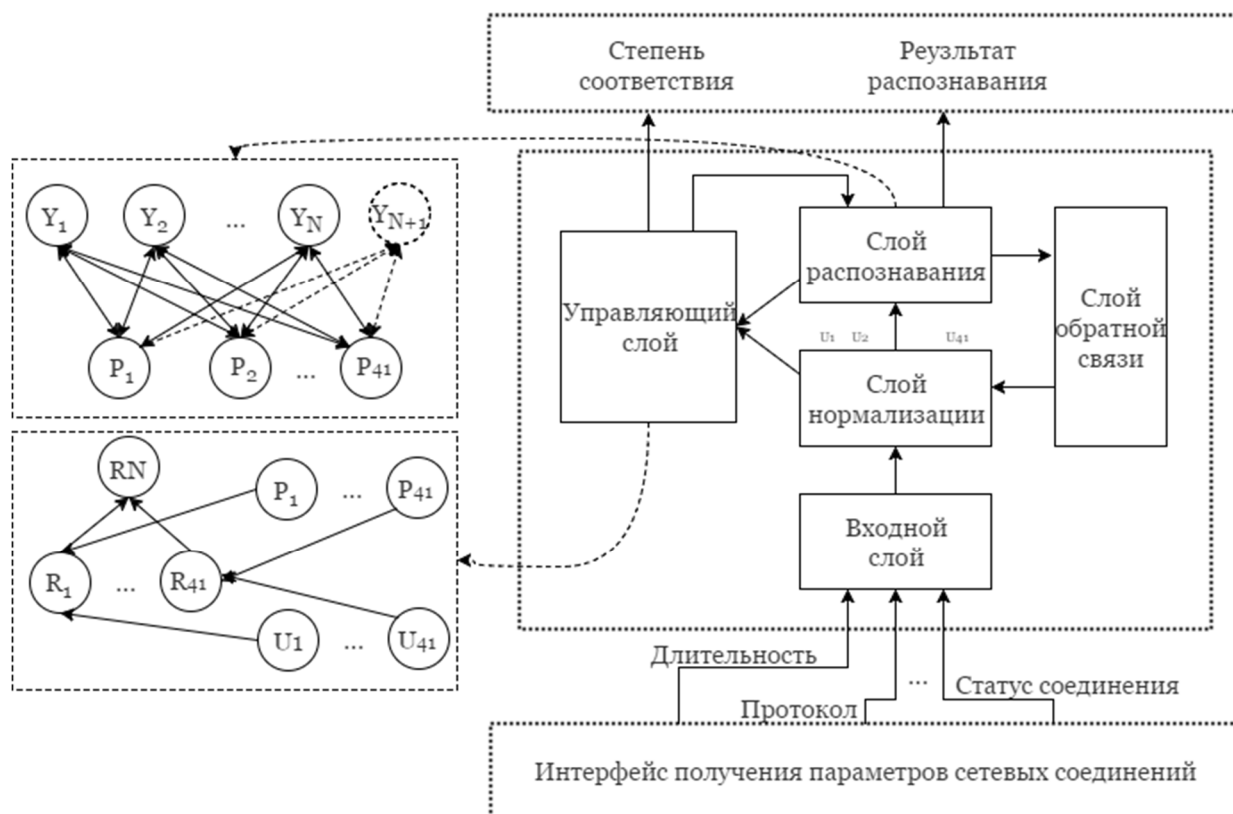 Степень
соответствия
Реузльтат
распознавания
Y1
Y2
...
YN
YN+1
P1
P2
...
P41
Управляющий
слой
Слой
распознавания
Слой
обратной
связи
U1 U2 U41
Слой
нормализации
Входной
слой
RN
P1
...
P41
R1
...
R41
U1
...
U41
Длительность
Протокол
...
Статус соединения
Интерфейс получения параметров сетевых соединений